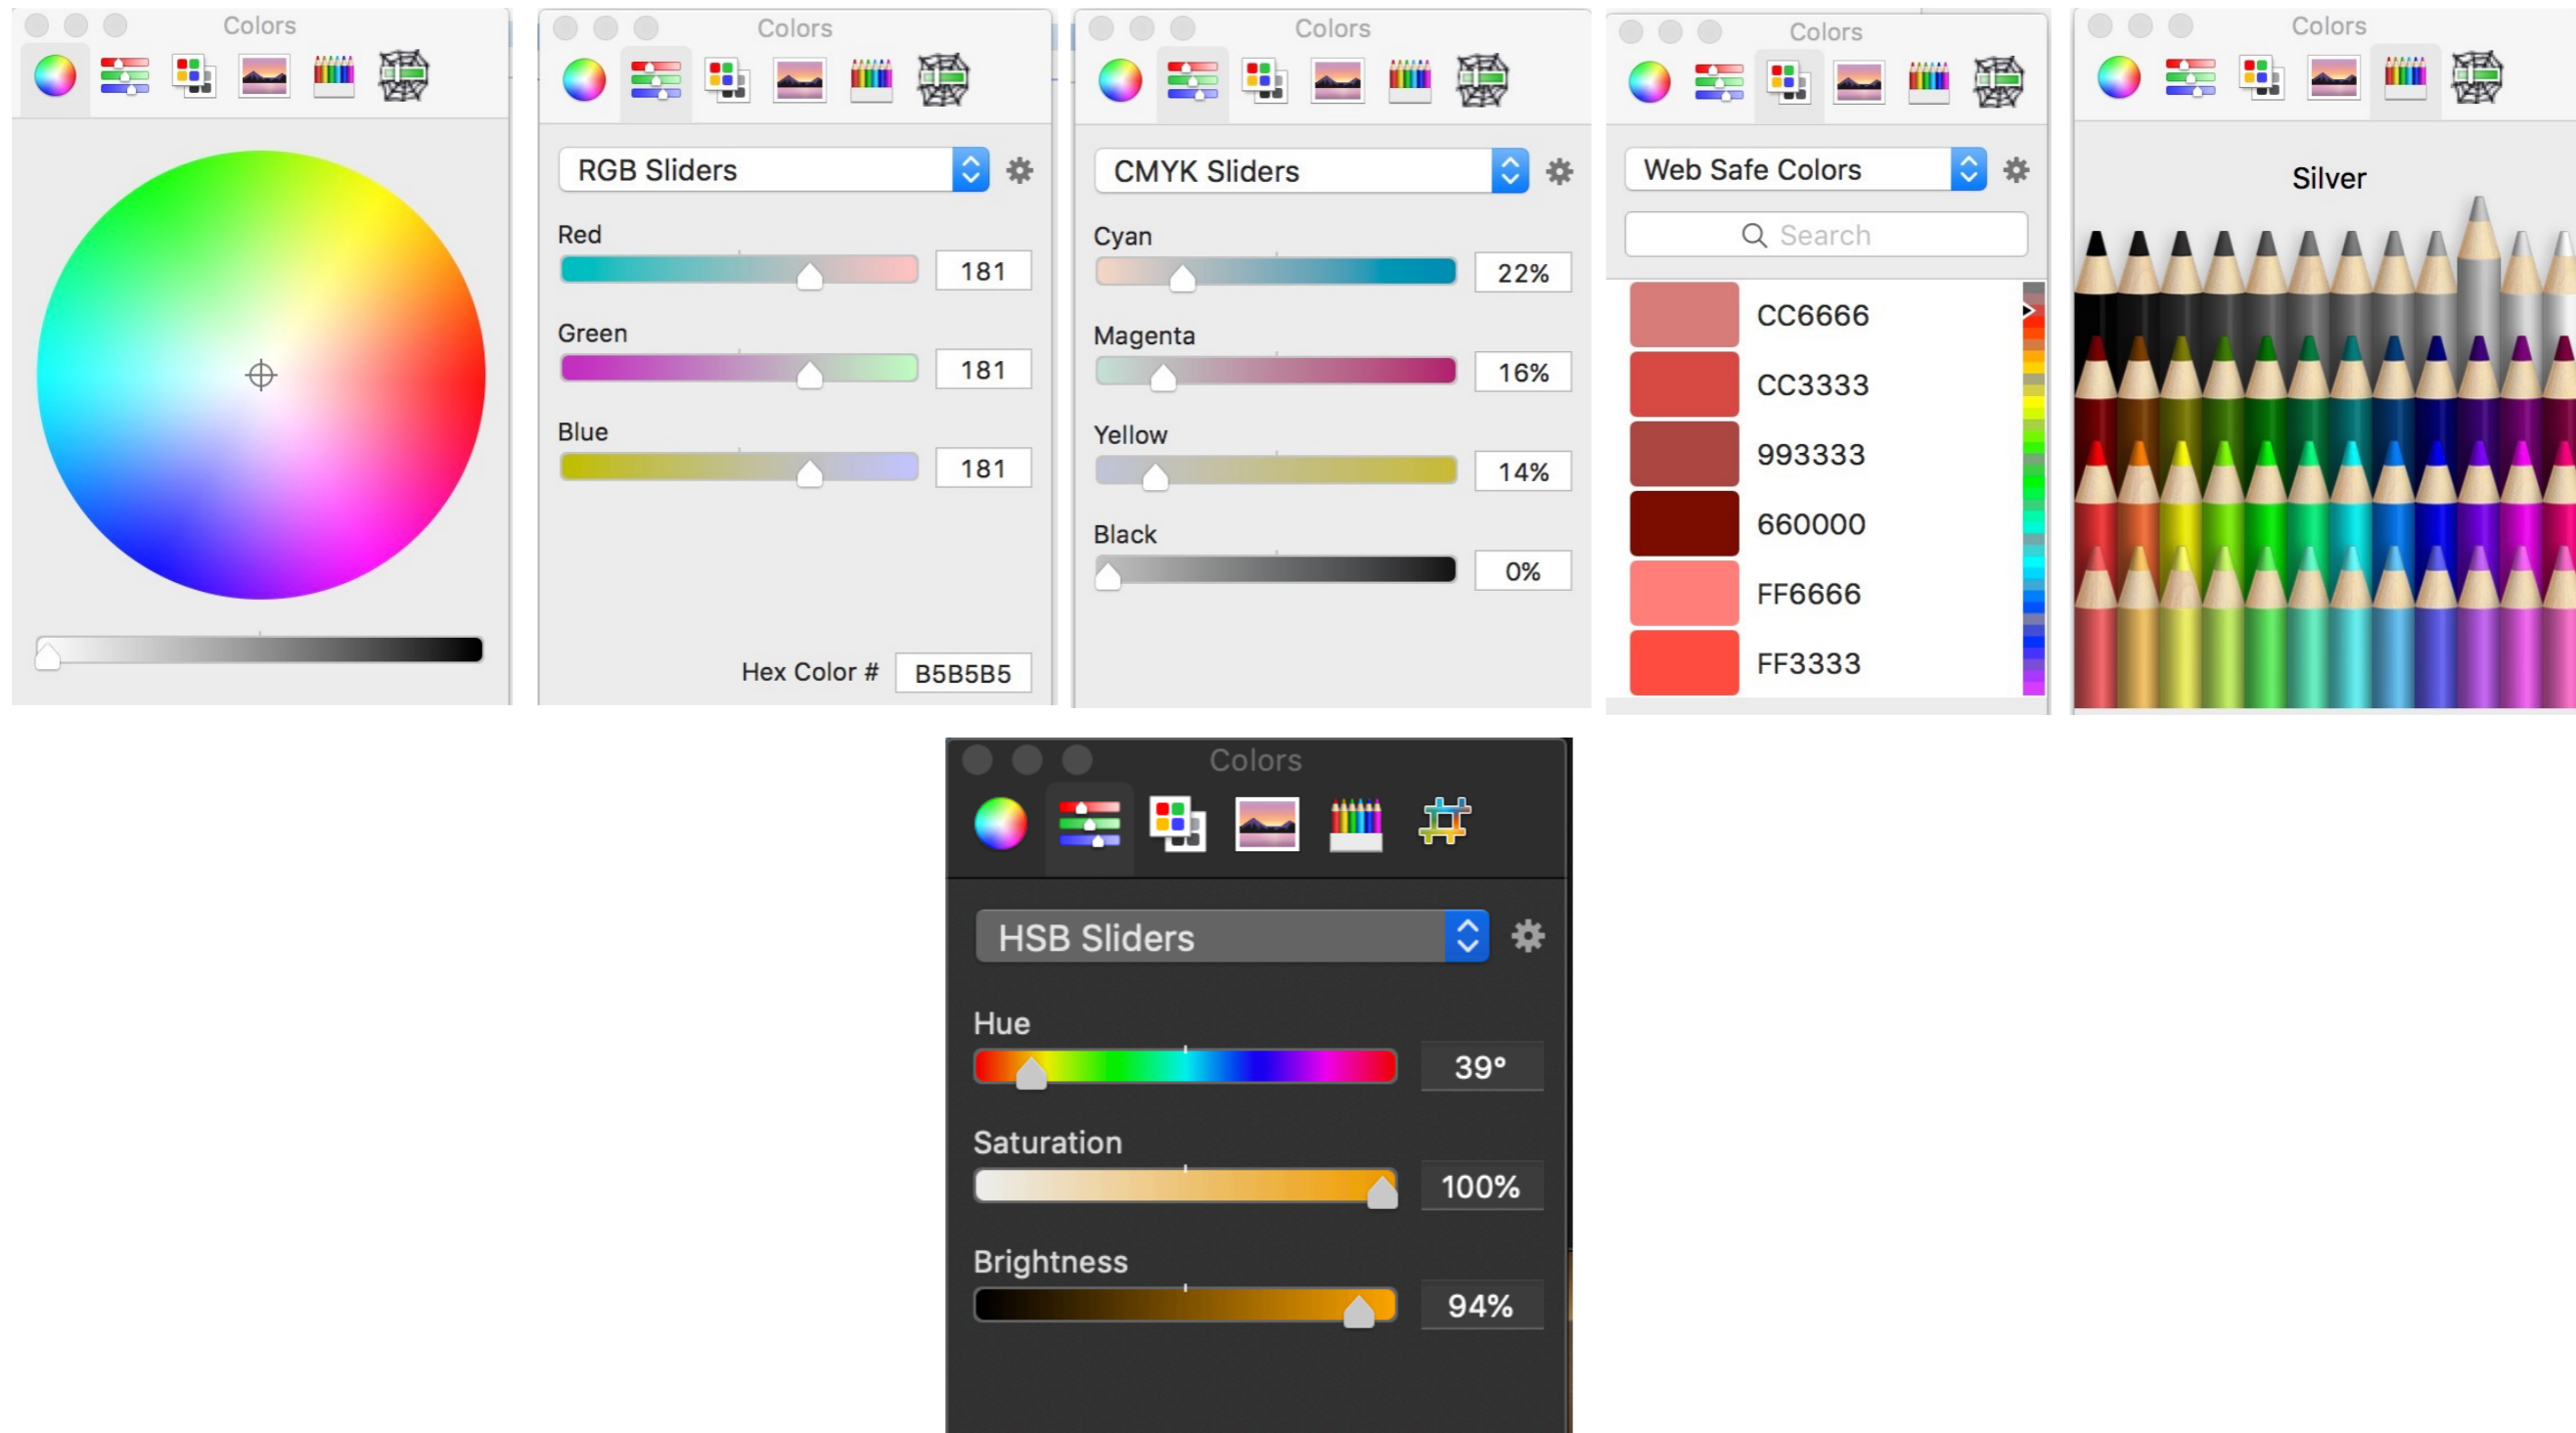 Colors
Colors
Colors
Colors
Colors
RGB Sliders
Red
181
Green
181
Blue
181
Hex Color #
B5B5B5
CMYK Sliders
Cyan
22%
Magenta
16%
Yellow
14%
Black
0%
Web Safe Colors
Search
CC6666
CC3333
993333
660000
FF6666
FF3333
Silver
Colors
HSB Sliders
Hue
39°
Saturation
100%
Brightness
94%